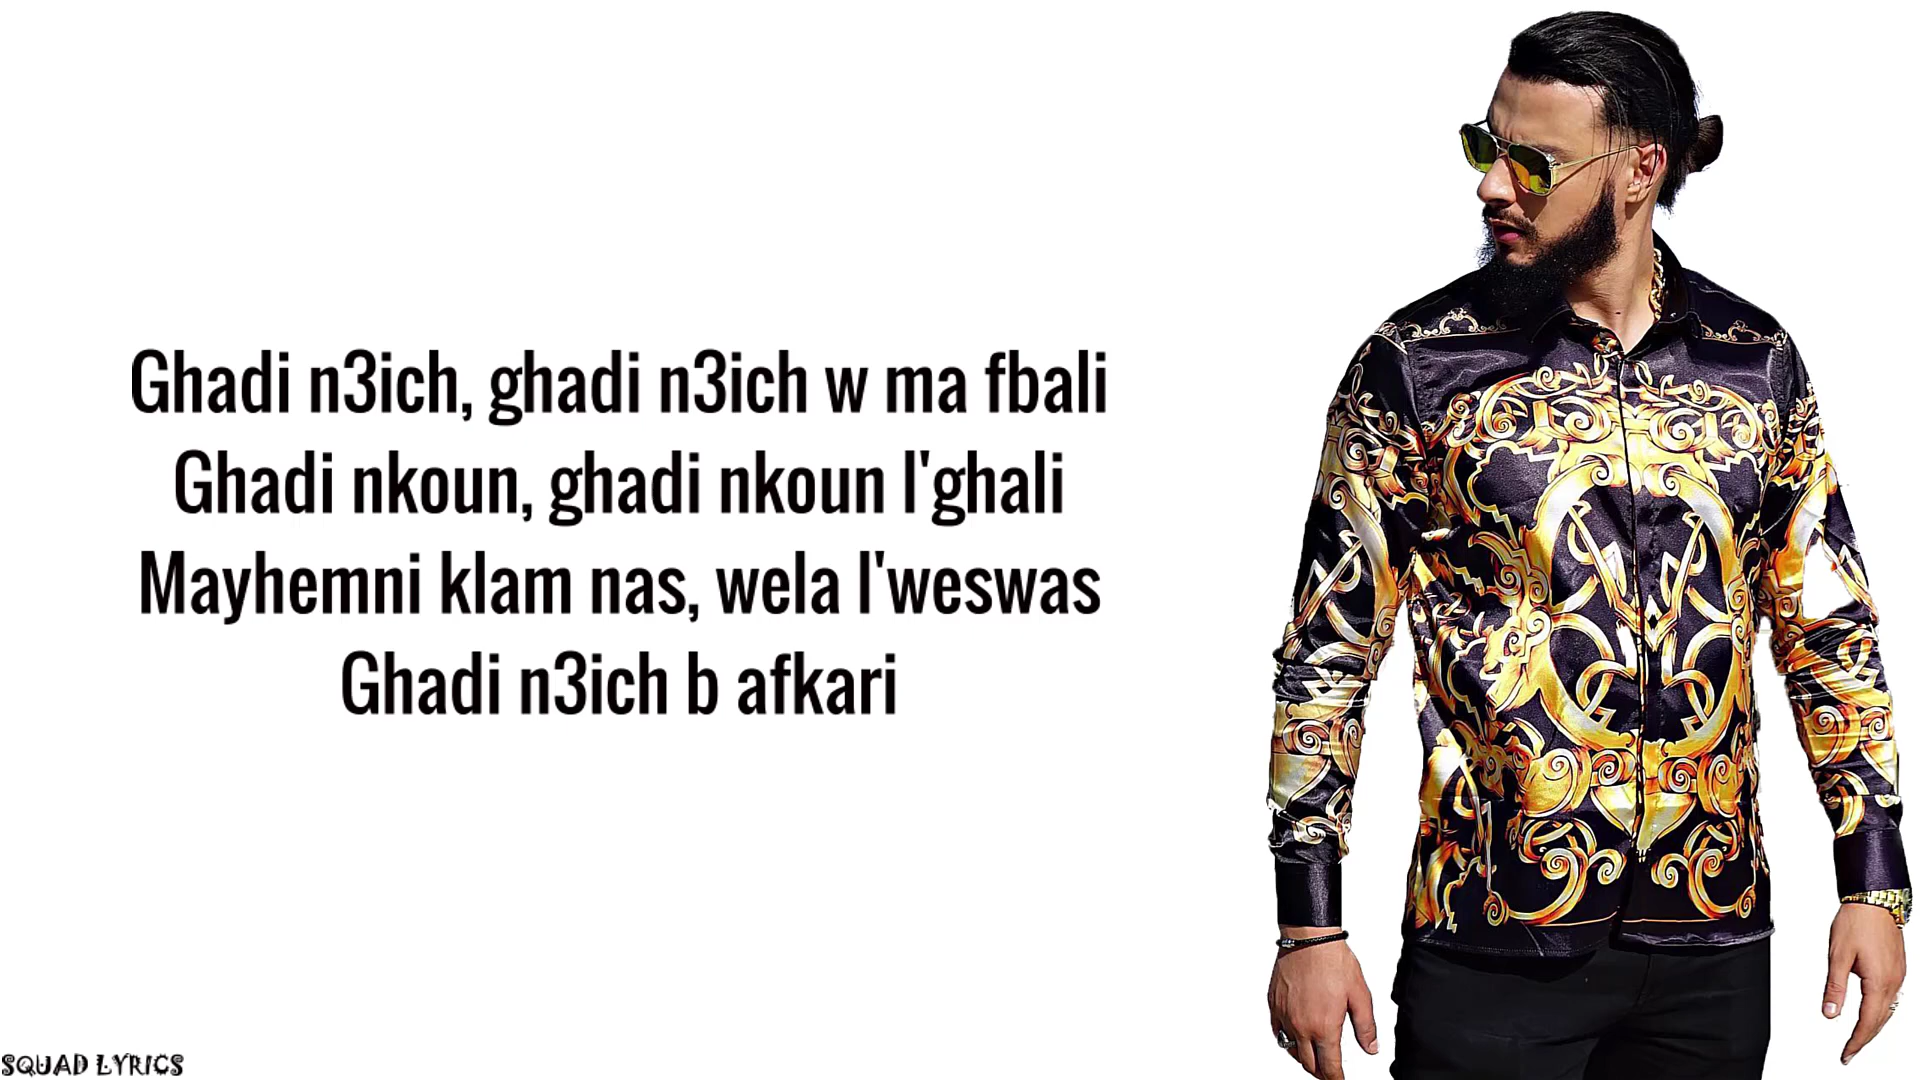 Ghadi n3ich, ghadi n3ich w ma fbali
Ghadi nkoun, ghadi nkoun l'ghali
Mayhemni klam nas, wela l'weswas
Ghadi n3ich b afkari
SQUAD LYRICS